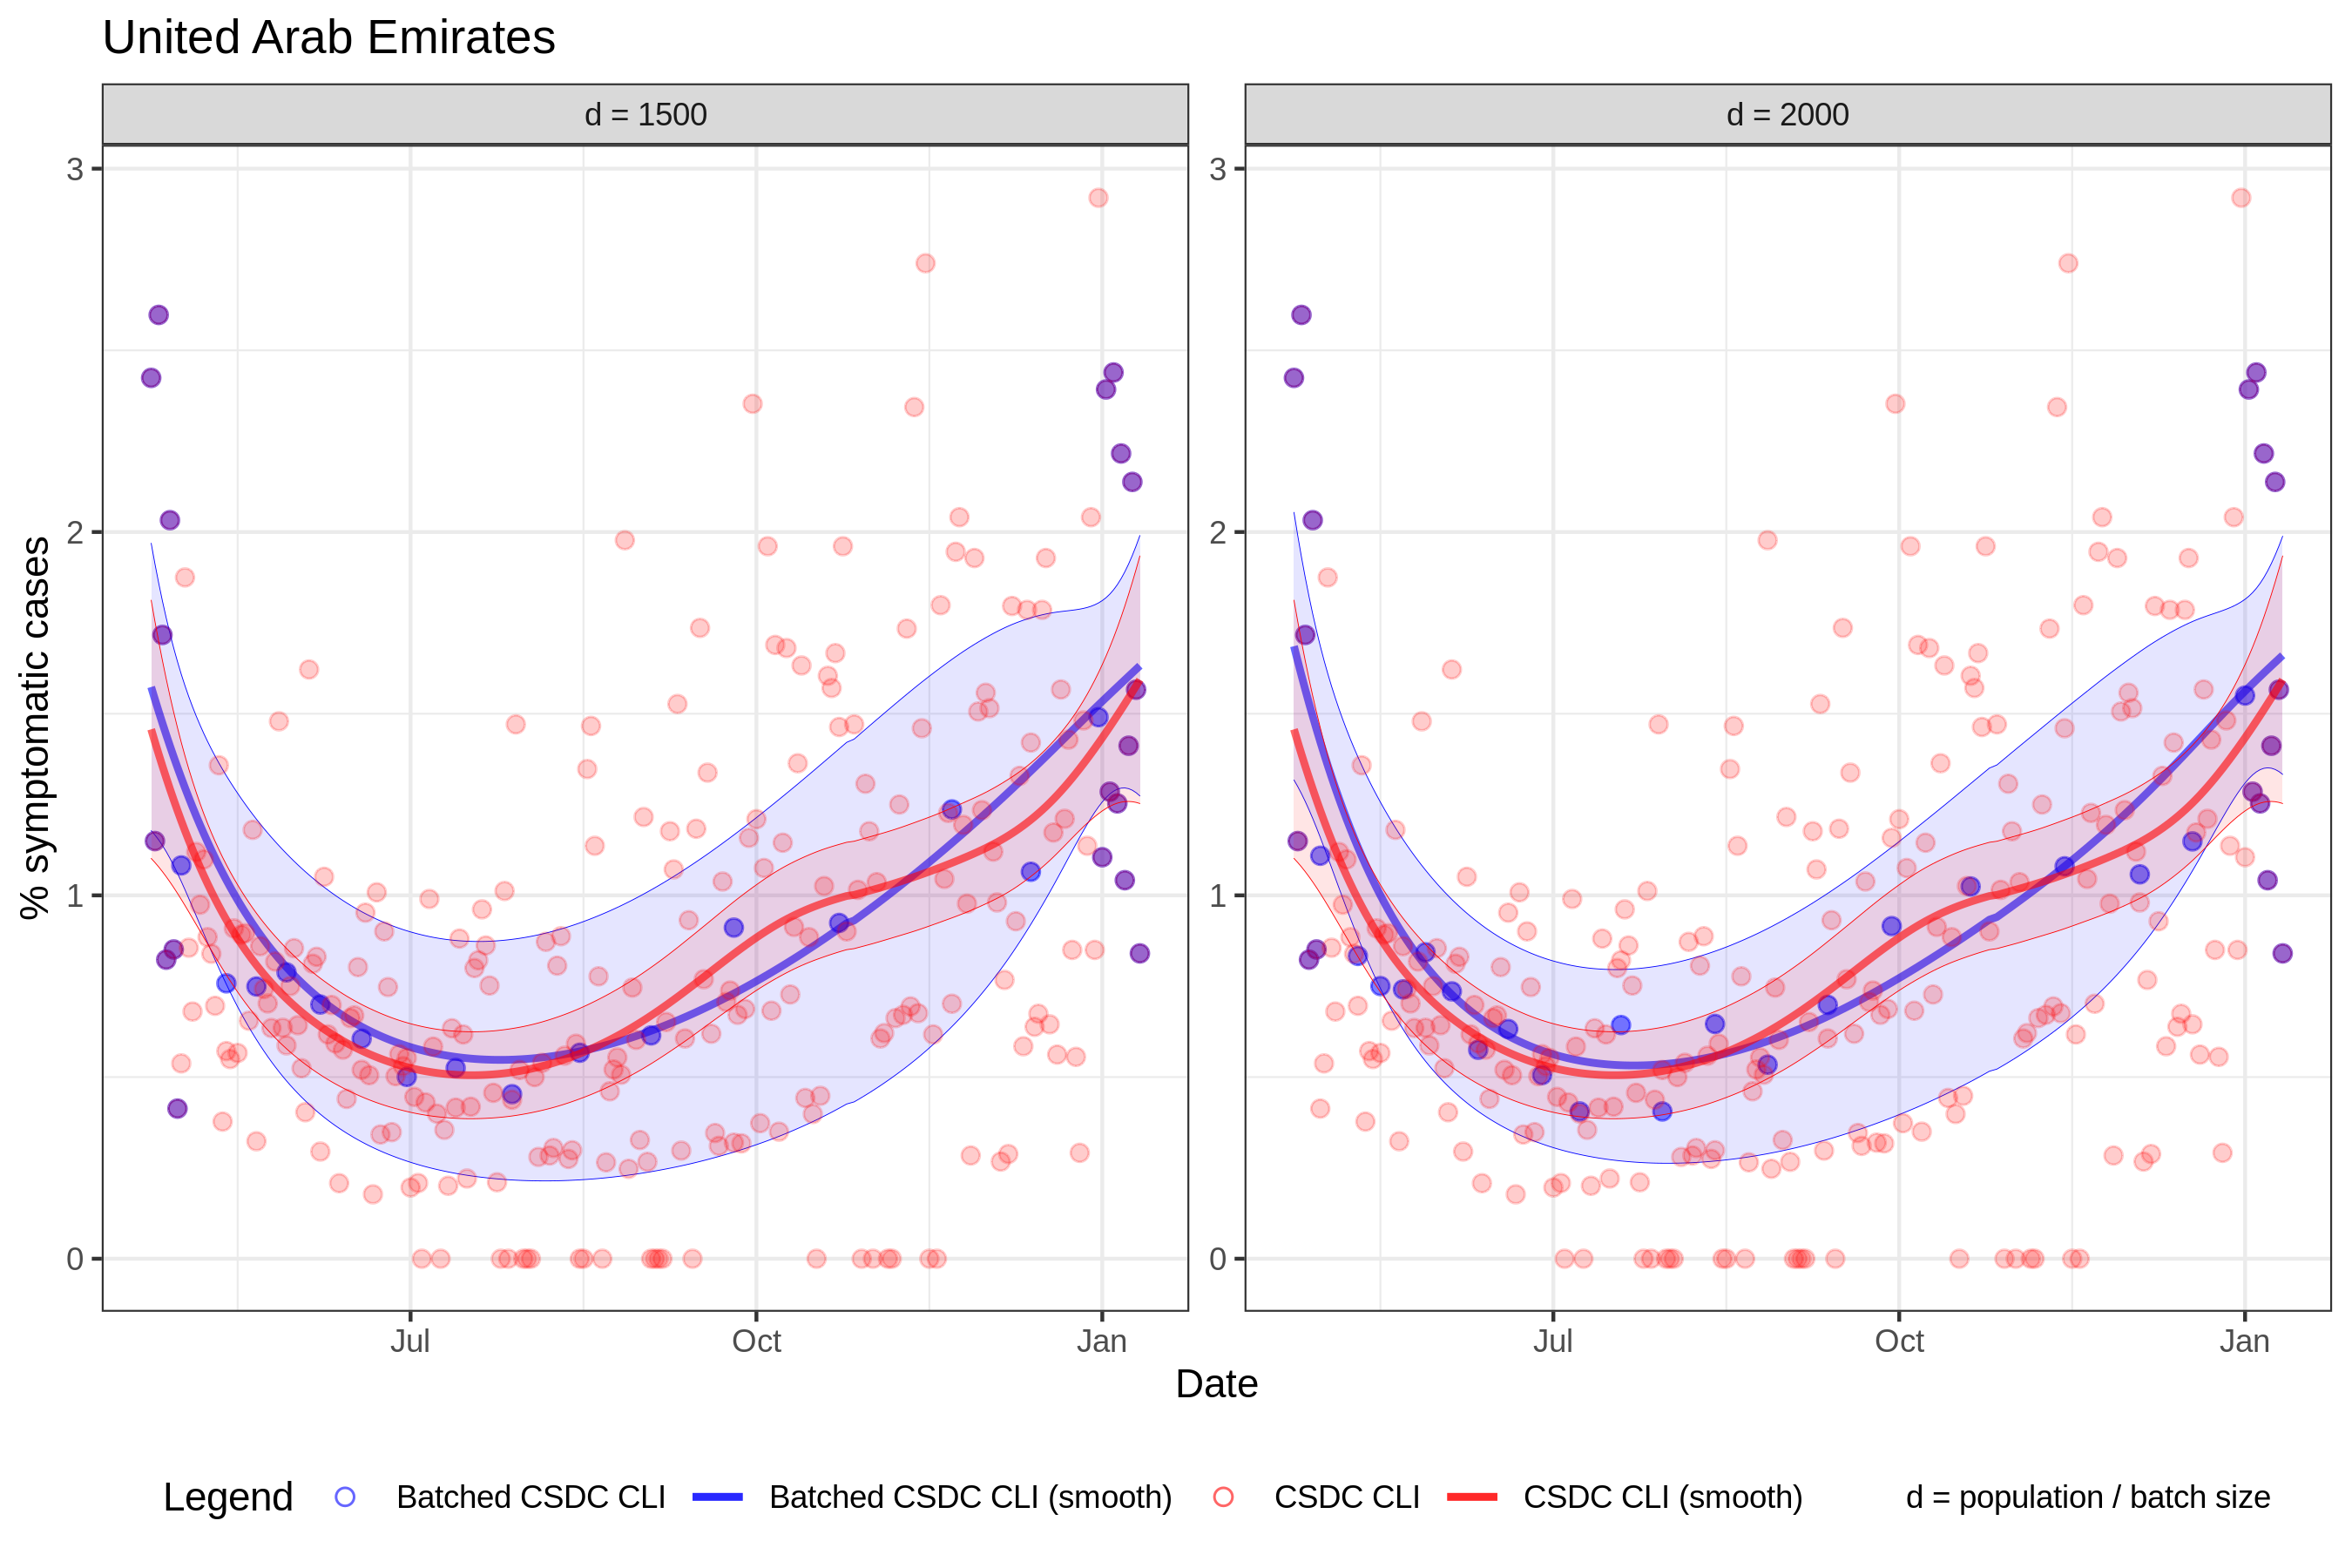 United Arab Emirates
d = 1500
d = 2000
3
2
1
0
3
2
1
0
% symptomatic cases
Jul
Oct
Jan
Jul
Oct
Jan
Date
Legend
Batched CSDC CLI
Batched CSDC CLI (smooth)
CSDC CLI
CSDC CLI (smooth)
d = population / batch size